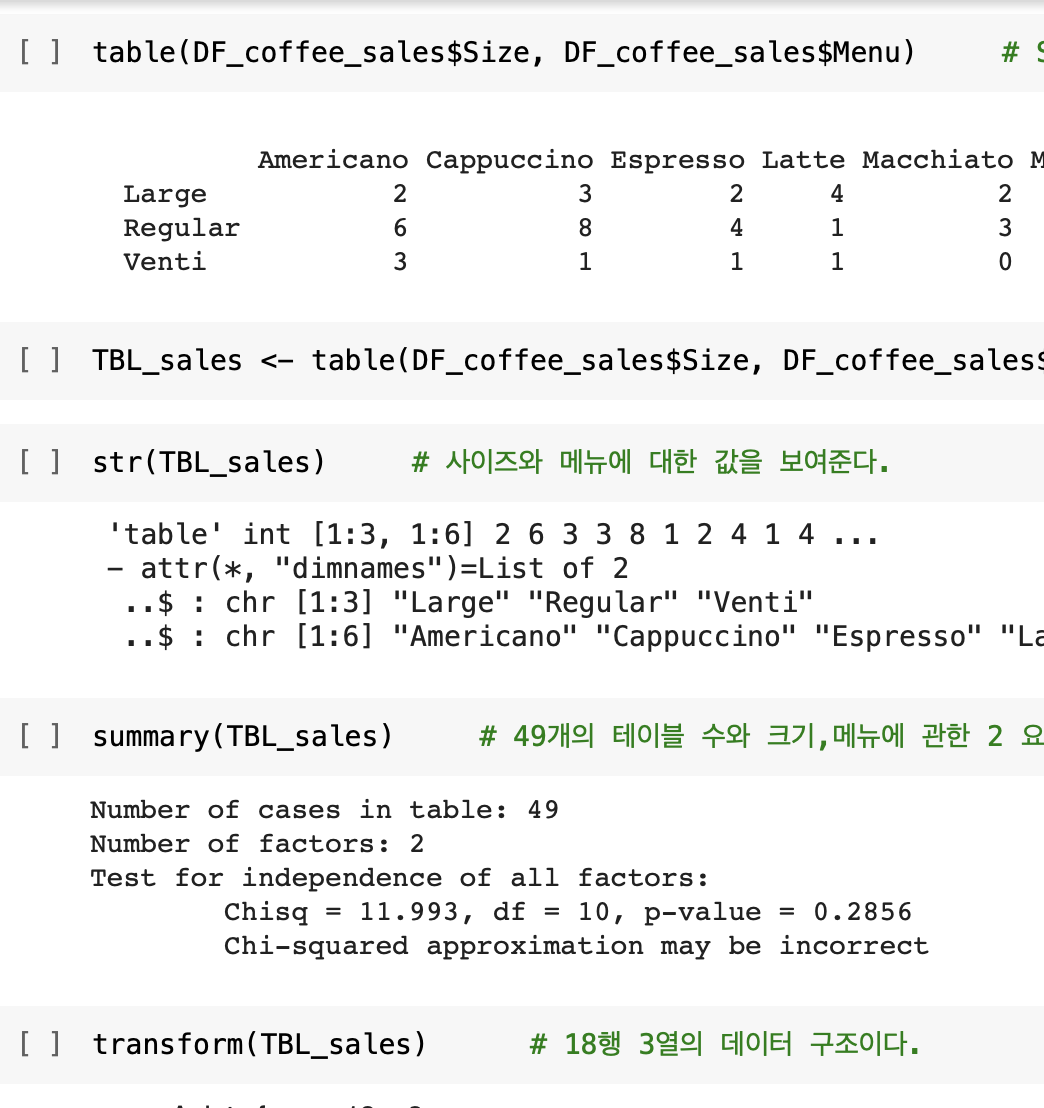 [ ] table(DF_coffee_sales$Size, DF_coffee_sales$Menu) #
Americano Cappuccino Espresso Latte Macchiato
Large 2 3 2 4 2
Regular 6 8 4 1 3
Venti 3 1 1 1 0
[ ] TBL_sales <- table(DF_coffee_sales$Size, DF_coffee_sales$
[ ] str(TBL_sales) # 사이즈와 메뉴에 대한 값을 보여준다.
'table' int [1:3, 1:6] 2 6 3 3 8 1 2 4 1 4 ...
- attr(*, "dimnames")=List of 2
..$ : chr [1:3] "Large" "Regular" "Venti"
..$ : chr [1:6] "Americano" "Cappuccino" "Espresso" "La
[ ] summary(TBL_sales) # 49개의 테이블 수와 크기,메뉴에 관한 2 요
Number of cases in table: 49
Number of factors: 2
Test for independence of all factors:
Chisq = 11.993, df = 10, p-value = 0.2856
Chi-squared approximation may be incorrect
[ ] transform(TBL_sales) # 18행 3열의 데이터 구조이다.